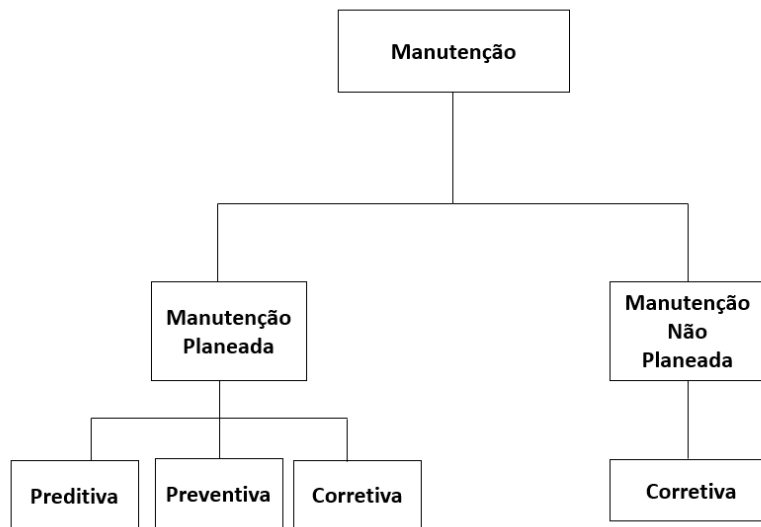 Manutenção
Manutenção
Planeada
Manutenção
Não
Planeada
Preditiva
Preventiva
Corretiva
Corretiva